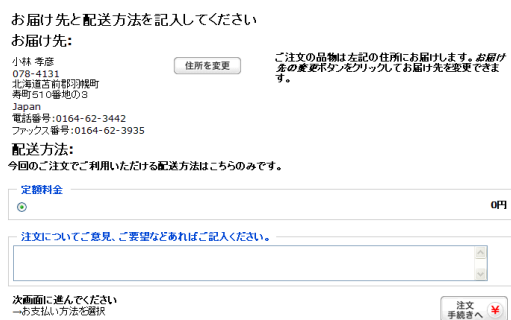 お届け先と配送方法を記入してください
お届け先:
小林 孝彦
078-4131
北海道苫前郡羽幌町
寿町510番地の3
Japan
電話番号:0164-62-3442
ファックス番号:0164-62-3935
住所を変更
ご注文の品物は左記の住所にお届けします。お届け
先の変更ボタンをクリックしてお届け先を変更できま
す。
配送方法:
今回のご注文でご利用いただける配送方法はこちらのみです。
定額料金
0円
注文についてご意見、ご要望などあればご記入ください。
次画面に進んでください
→お支払い方法を選択
注文
手続きへ ¥